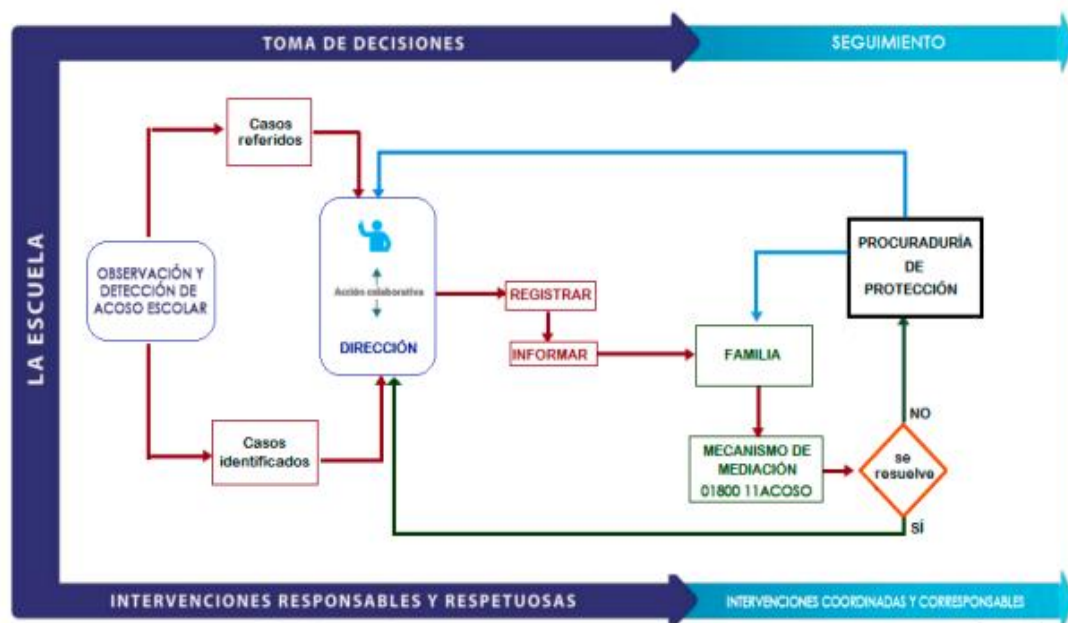 TOMA DE DECISIONES
SEGUIMIENTO
LA ESCUELA
Casos
referidos
OBSERVACIÓN Y
DETECCIÓN DE
ACOSO ESCOLAR
Acción colaborativa
DIRECCIÓN
Casos
identificados
REGISTRAR
INFORMAR
FAMILIA
PROCURADURÍA
DE
PROTECCIÓN
MECANISMO DE
MEDIACIÓN
01800 11ACOSO
se
resuelve
NO
SÍ
INTERVENCIONES RESPONSABLES Y RESPETUOSAS
INTERVENCIONES COORDINADAS Y CORRESPONSABLES